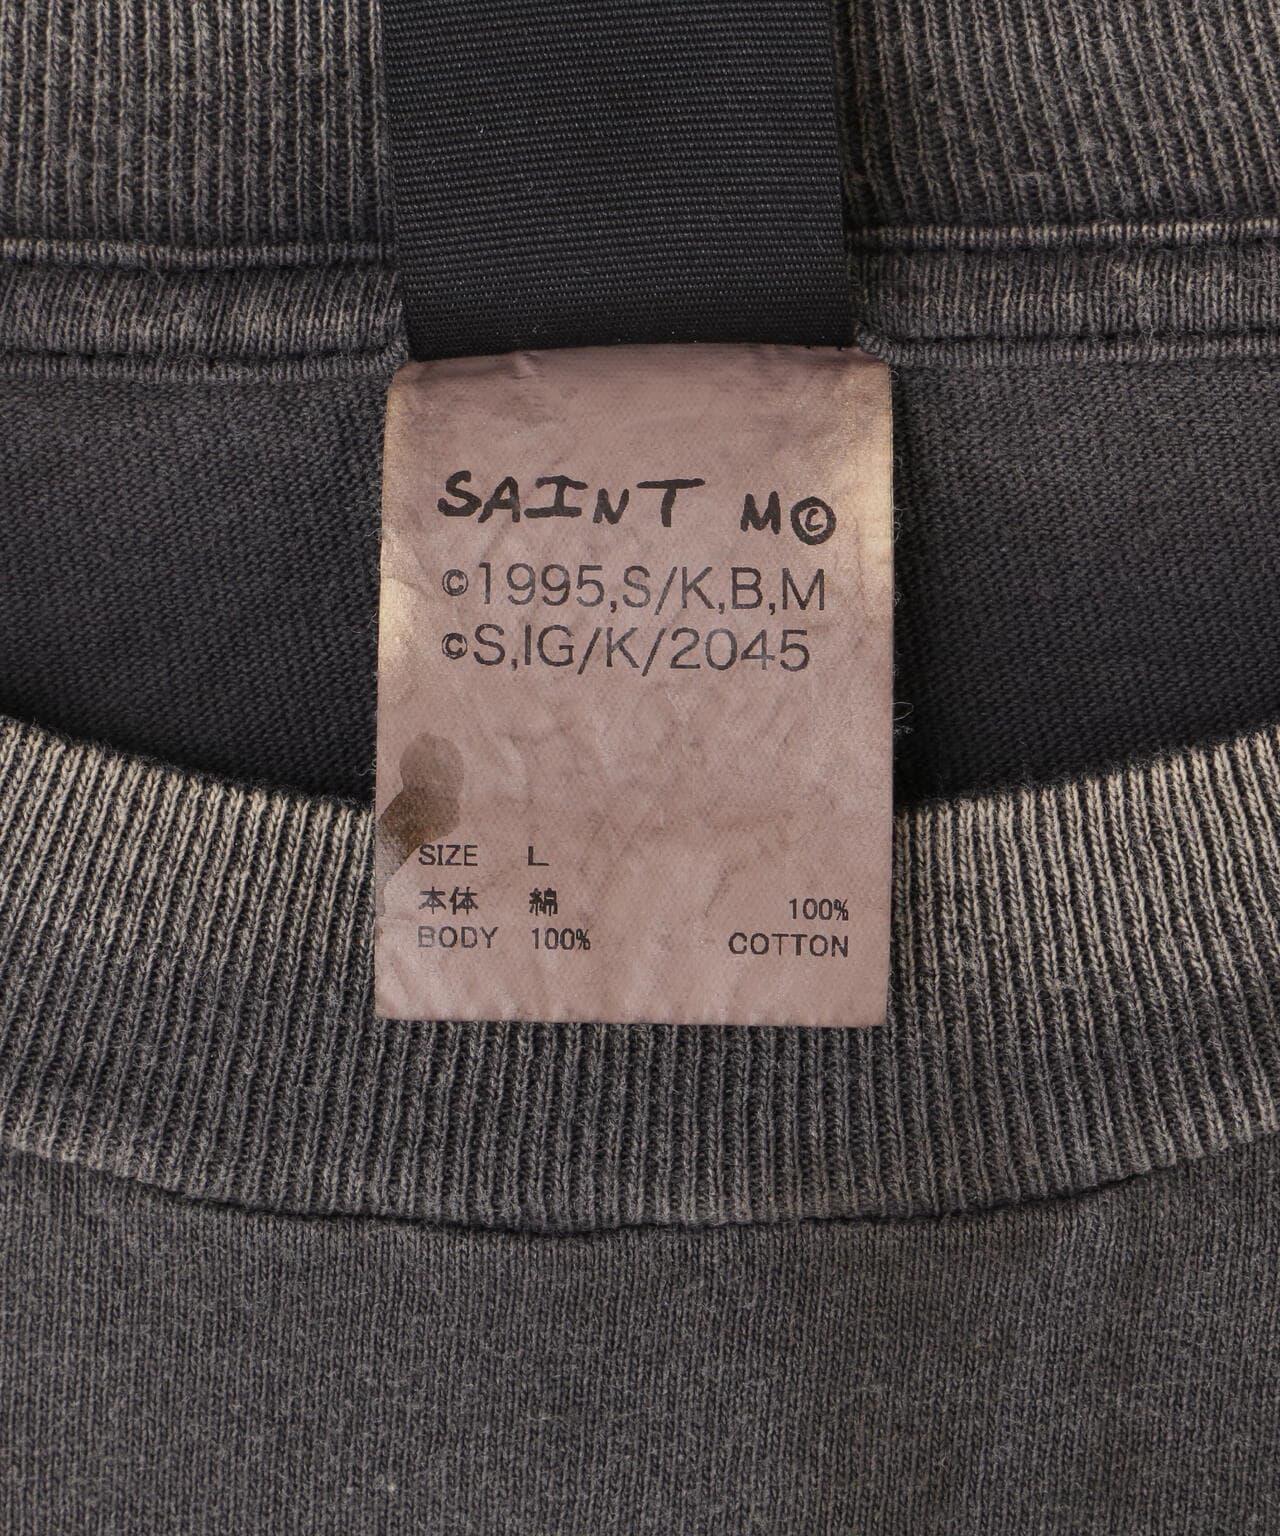 SAINT M©
©1995,S/K,B,M
©S,IG/K/2045
SIZE L
本体 綿 100%
BODY 100% COTTON